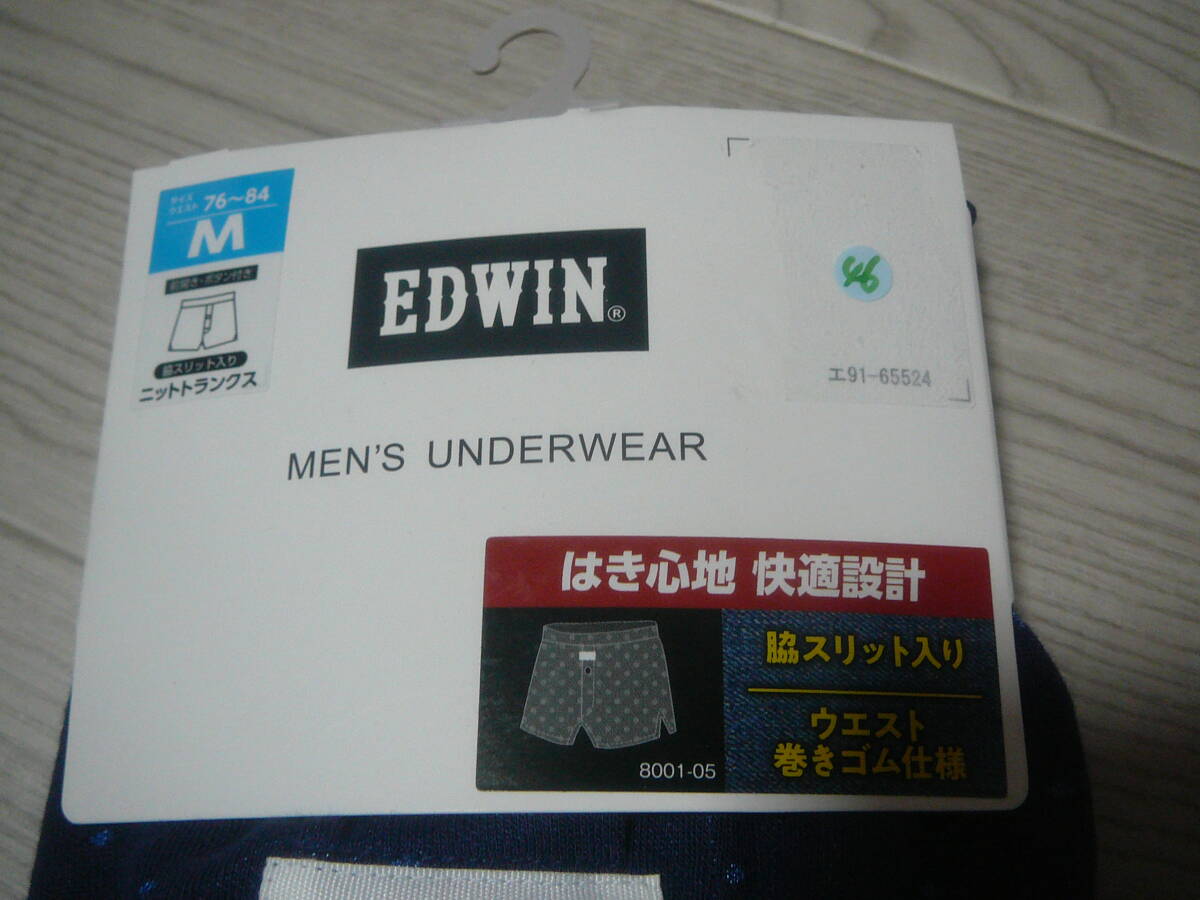 サイズ
ウエスト 76～84
M
前開き・ボタン付き
脇スリット入り
ニットトランクス
EDWIN®
46
エ91-65524
MEN'S UNDERWEAR
はき心地 快適設計
脇スリット入り
ウエスト
巻きゴム仕様
8001-05